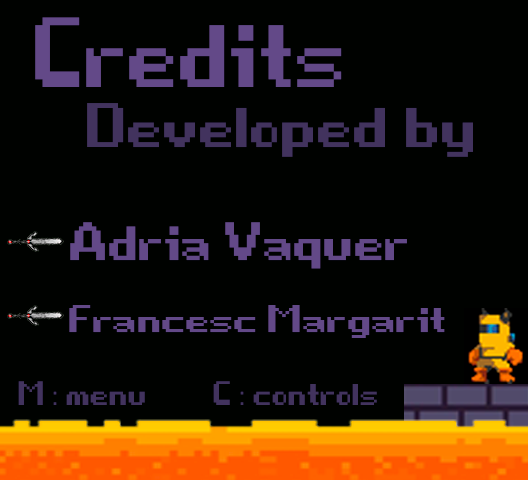 Credits
Developed by
Adria Vaquer
Francesc Margarit
M : menu C : controls